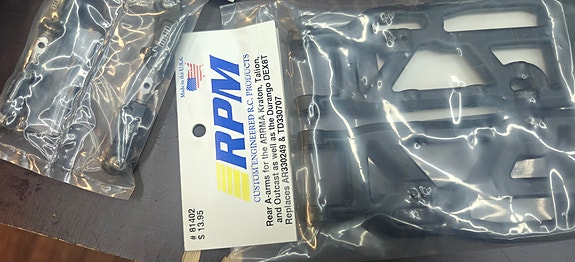 Made in the U.S.A.
RPM
CUSTOM ENGINEERED R.C. PRODUCTS
Rear A-arms for the ARRMA Kraton, Talion,
and Outcast as well as the Durango DEX8T
Replaces AR330249 & TD330707
# 81402
$ 13.95